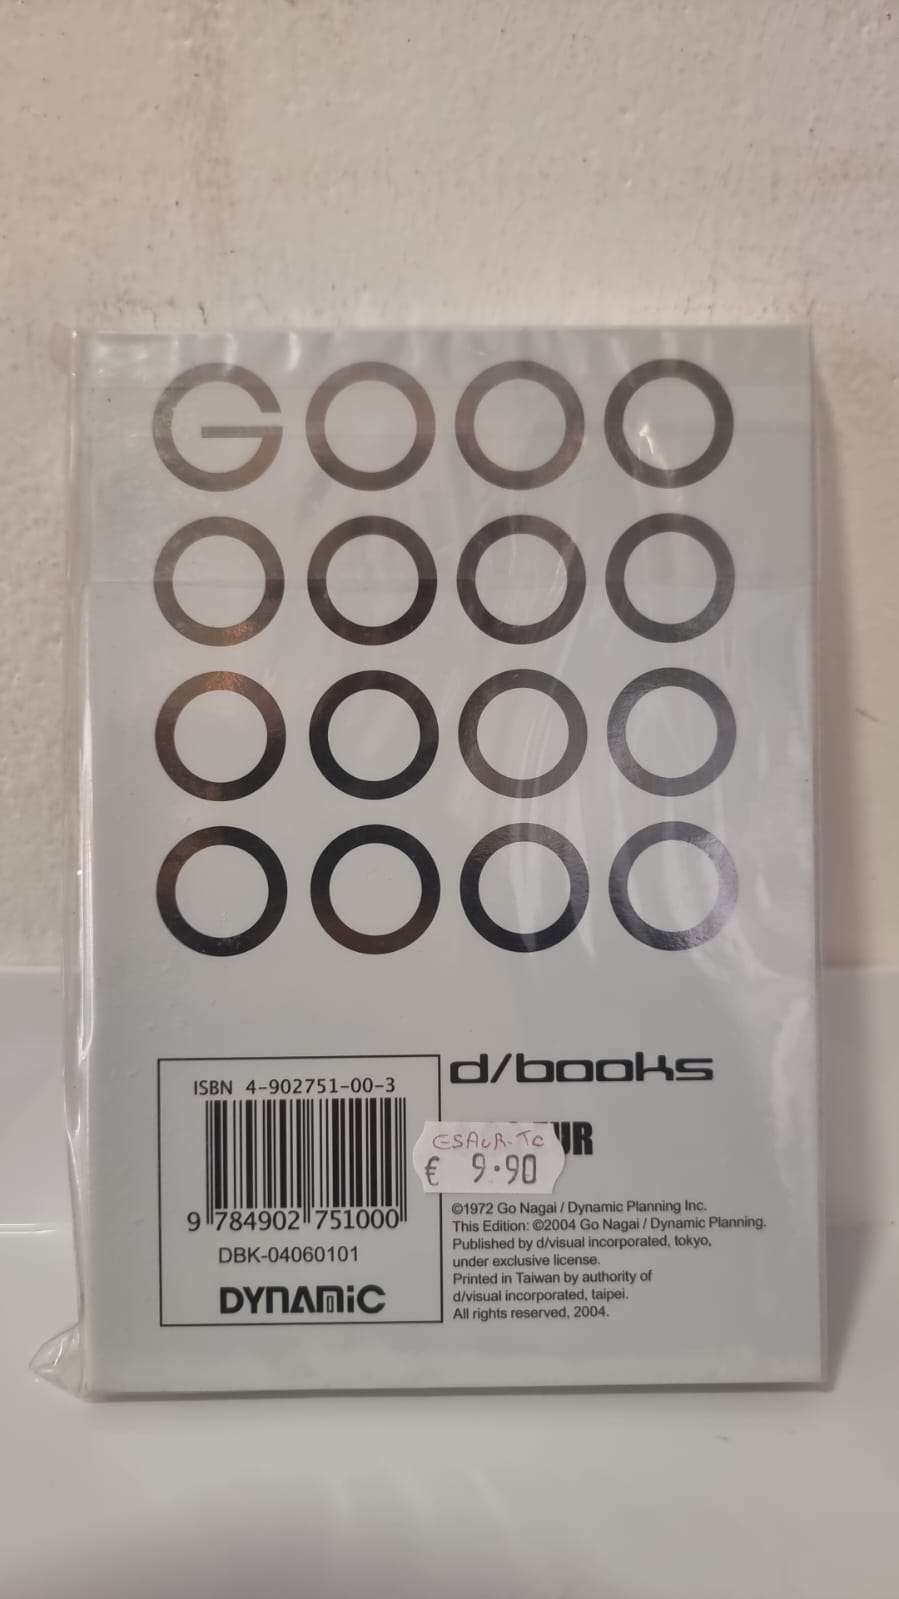 GOOO
OOOO
OOOO
OOOO
ISBN 4-902751-00-3
9 784902 751000
DBK-04060101
DYNAMiC
d/books
ESAUR.TO
€ 9.90
©1972 Go Nagai / Dynamic Planning Inc.
This Edition: ©2004 Go Nagai / Dynamic Planning.
Published by d/visual incorporated, tokyo,
under exclusive license.
Printed in Taiwan by authority of
d/visual incorporated, taipei.
All rights reserved, 2004.